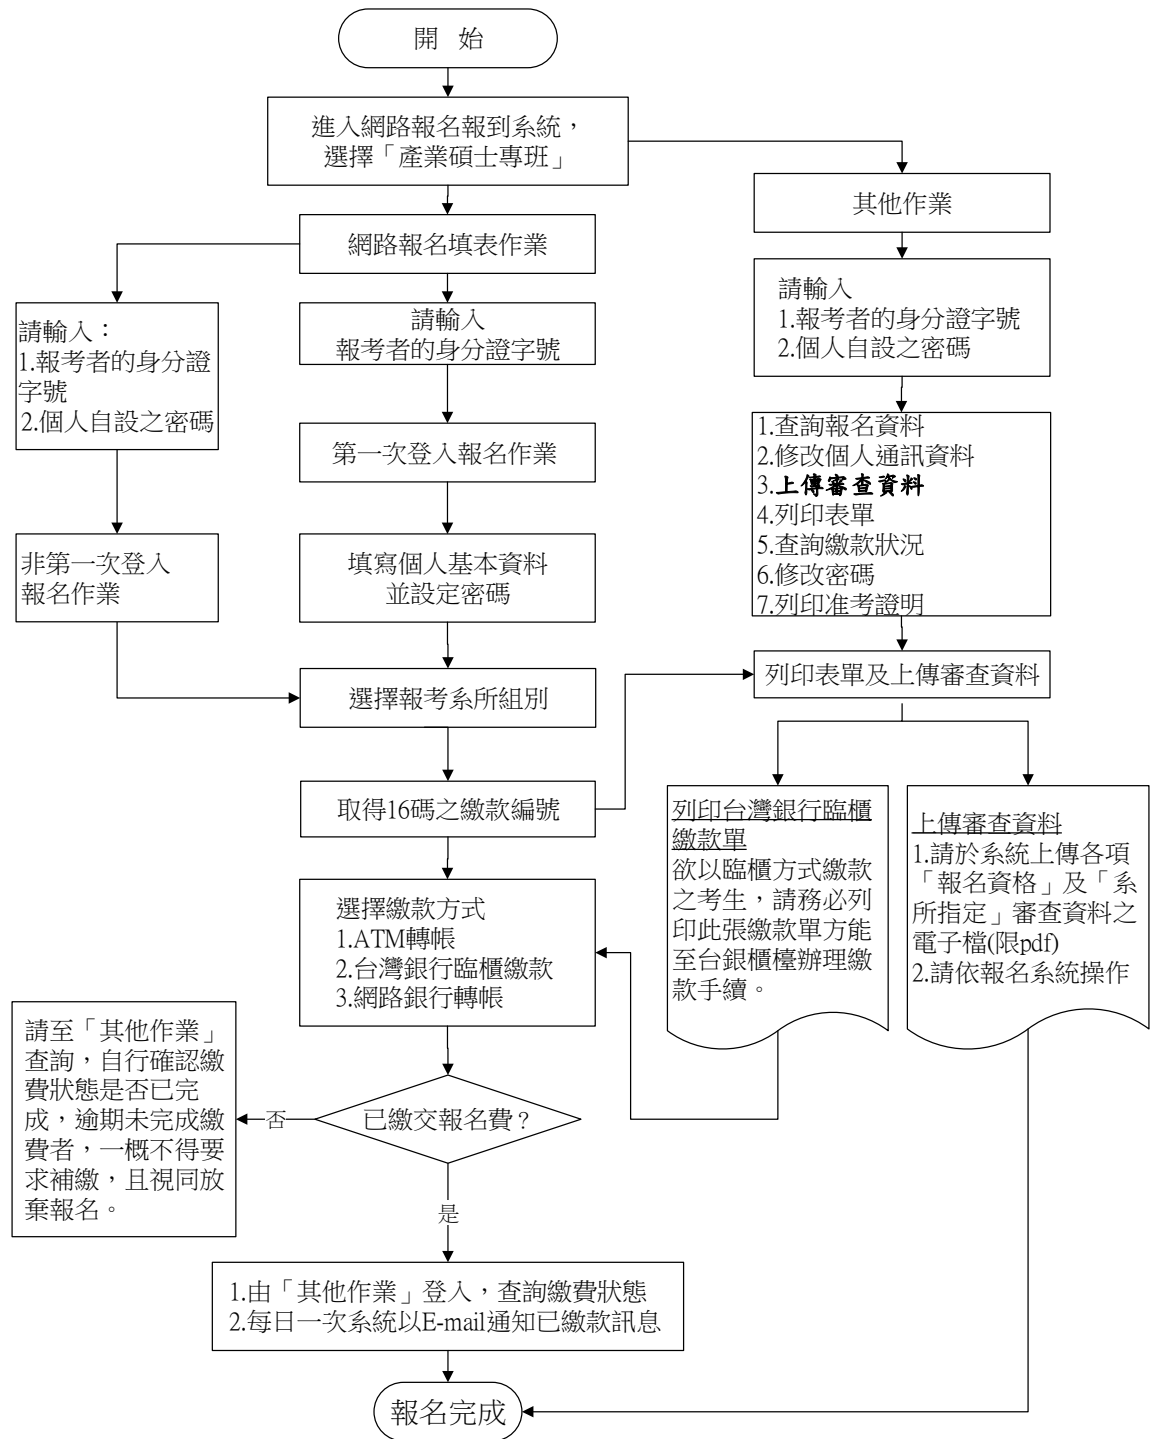 開 始
進入網路報名報到系統，
選擇「產業碩士專班」
其他作業
網路報名填表作業
請輸入：
1.報考者的身分證
字號
2.個人自設之密碼
請輸入
報考者的身分證字號
請輸入
1.報考者的身分證字號
2.個人自設之密碼
第一次登入報名作業
1.查詢報名資料
2.修改個人通訊資料
3.上傳審查資料
4.列印表單
5.查詢繳款狀況
6.修改密碼
7.列印准考證明
非第一次登入
報名作業
填寫個人基本資料
並設定密碼
選擇報考系所組別
列印表單及上傳審查資料
取得16碼之繳款編號
列印台灣銀行臨櫃
繳款單
欲以臨櫃方式繳款
之考生，請務必列
印此張繳款單方能
至台銀櫃檯辦理繳
款手續。
上傳審查資料
1.請於系統上傳各項
「報名資格」及「系
所指定」審查資料之
電子檔(限pdf)
2.請依報名系統操作
選擇繳款方式
1.ATM轉帳
2.台灣銀行臨櫃繳款
3.網路銀行轉帳
請至「其他作業」
查詢，自行確認繳
費狀態是否已完
成，逾期未完成繳
費者，一概不得要
求補繳，且視同放
棄報名。
否
已繳交報名費？
是
1.由「其他作業」登入，查詢繳費狀態
2.每日一次系統以E-mail通知已繳款訊息
報名完成